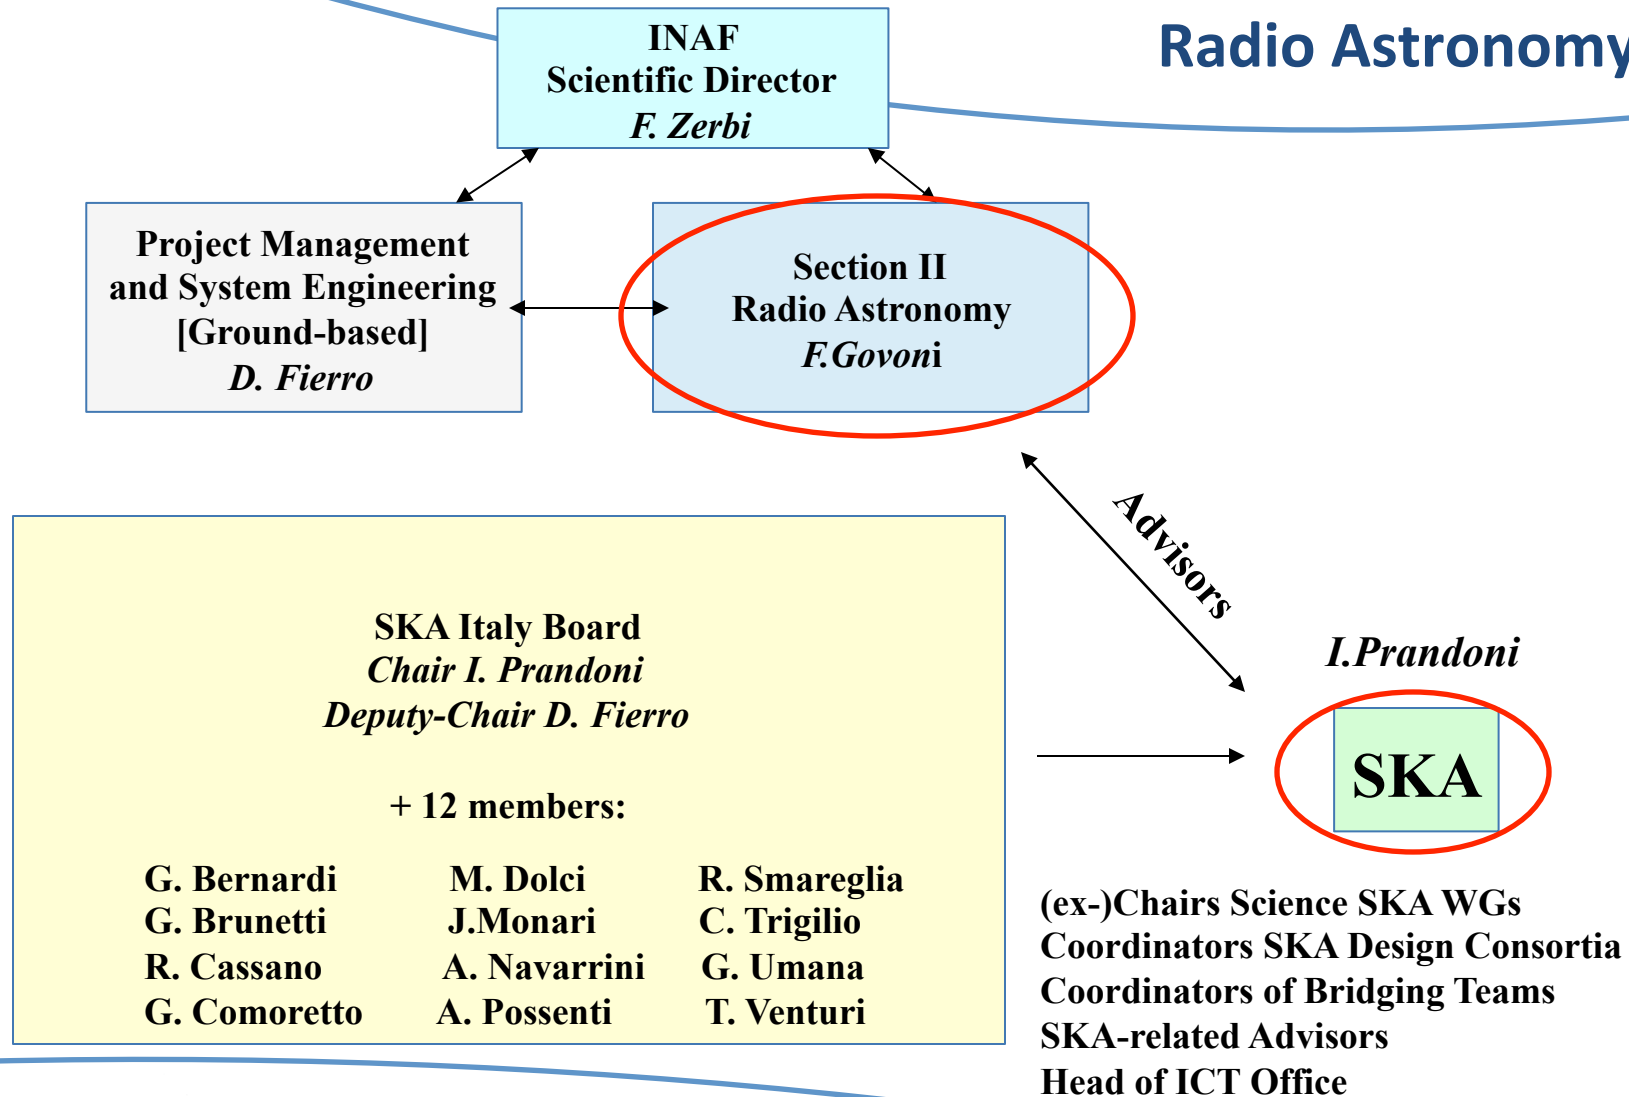 Radio Astronomy
INAF
Scientific Director
F. Zerbi
Project Management
and System Engineering
[Ground-based]
D. Fierro
Section II
Radio Astronomy
F.Govoni
Advisors
SKA Italy Board
Chair I. Prandoni
Deputy-Chair D. Fierro
+ 12 members:
G. Bernardi M. Dolci R. Smareglia
G. Brunetti J.Monari C. Trigilio
R. Cassano A. Navarrini G. Umana
G. Comoretto A. Possenti T. Venturi
I.Prandoni
SKA
(ex-)Chairs Science SKA WGs
Coordinators SKA Design Consortia
Coordinators of Bridging Teams
SKA-related Advisors
Head of ICT Office